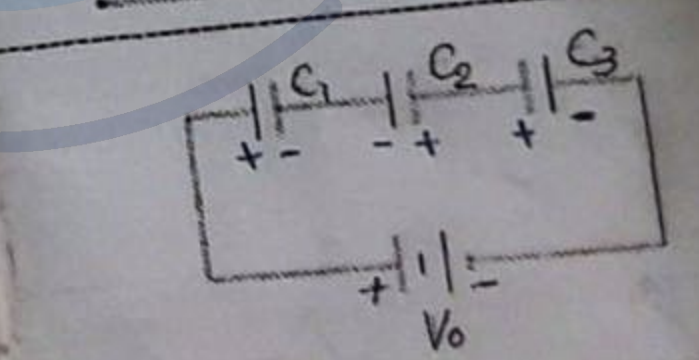 C1 C2 C3
+ - - + + -
+ -
V0